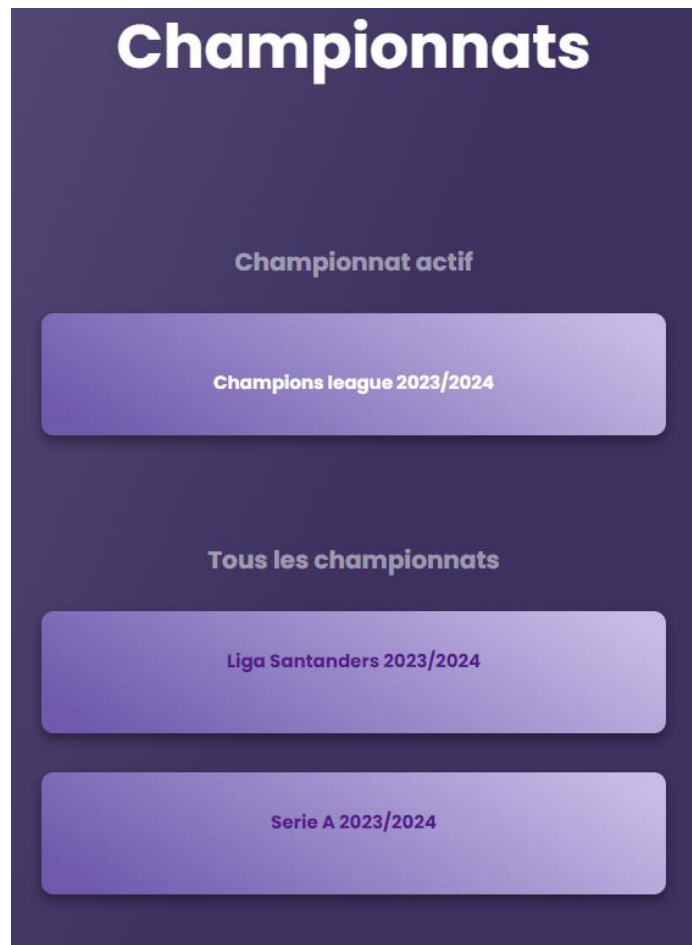 Championnats
Championnat actif
Champions league 2023/2024
Tous les championnats
Liga Santanders 2023/2024
Serie A 2023/2024